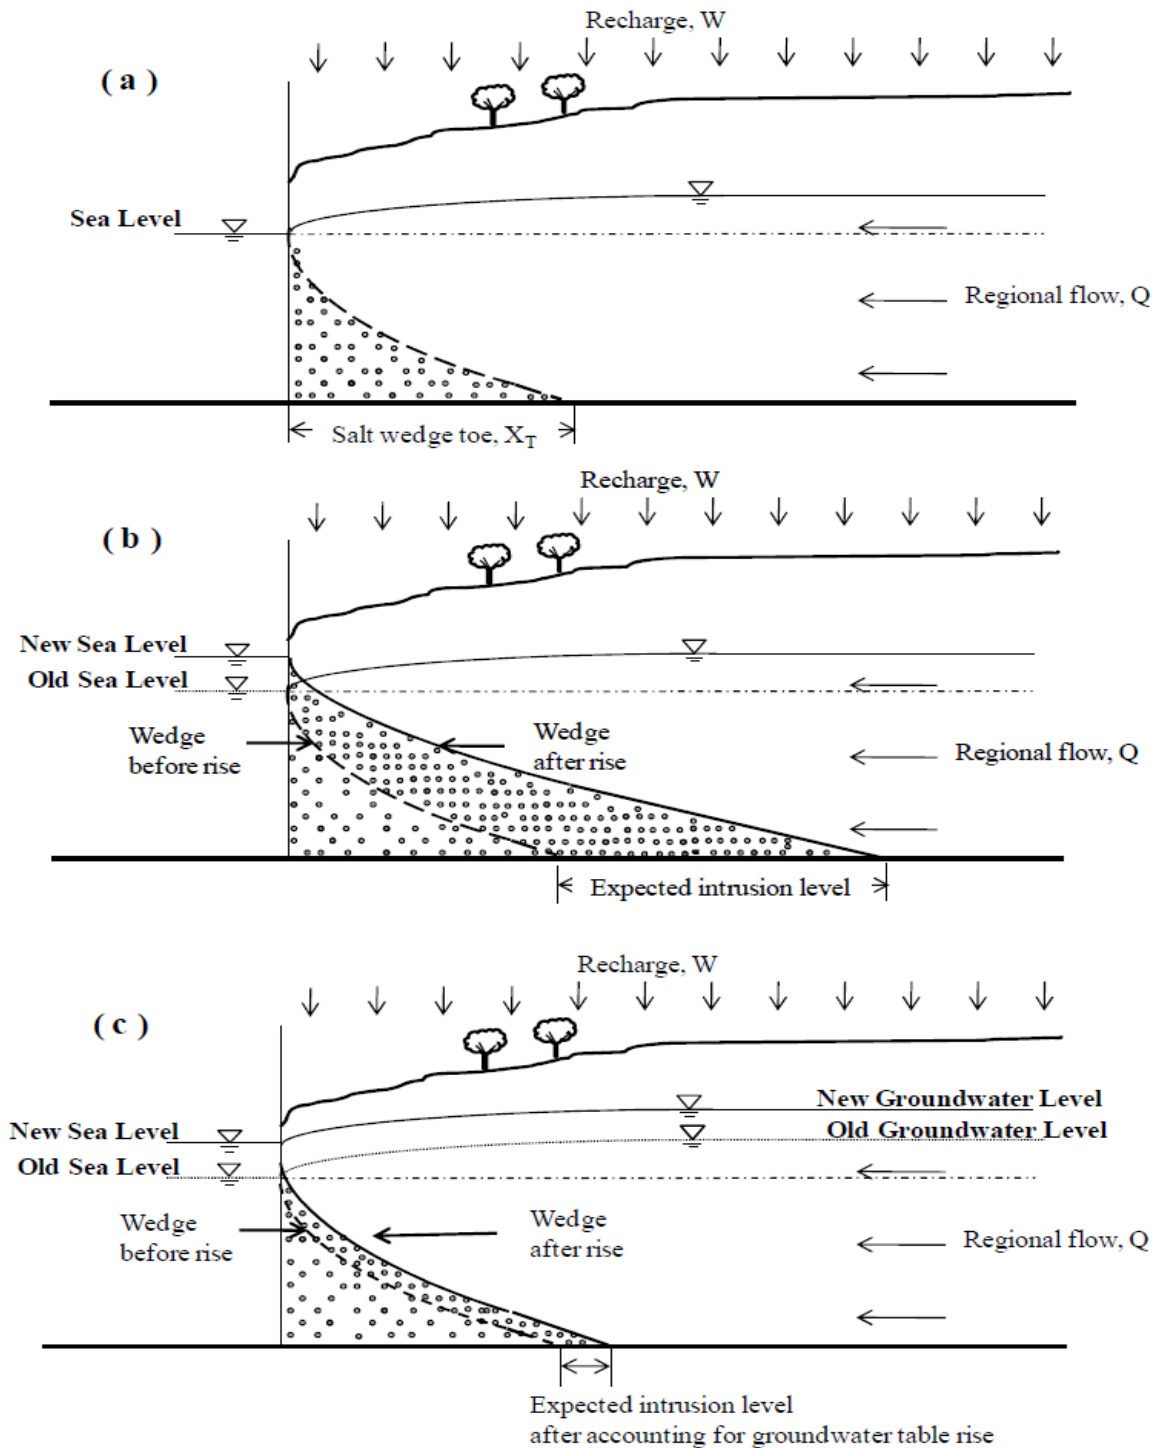 Recharge, W
( a )
Sea Level
Regional flow, Q
Salt wedge toe, X_T
Recharge, W
( b )
New Sea Level
Old Sea Level
Wedge
before rise
Wedge
after rise
Regional flow, Q
Expected intrusion level
Recharge, W
( c )
New Groundwater Level
New Sea Level
Old Groundwater Level
Old Sea Level
Wedge
before rise
Wedge
after rise
Regional flow, Q
Expected intrusion level
after accounting for groundwater table rise